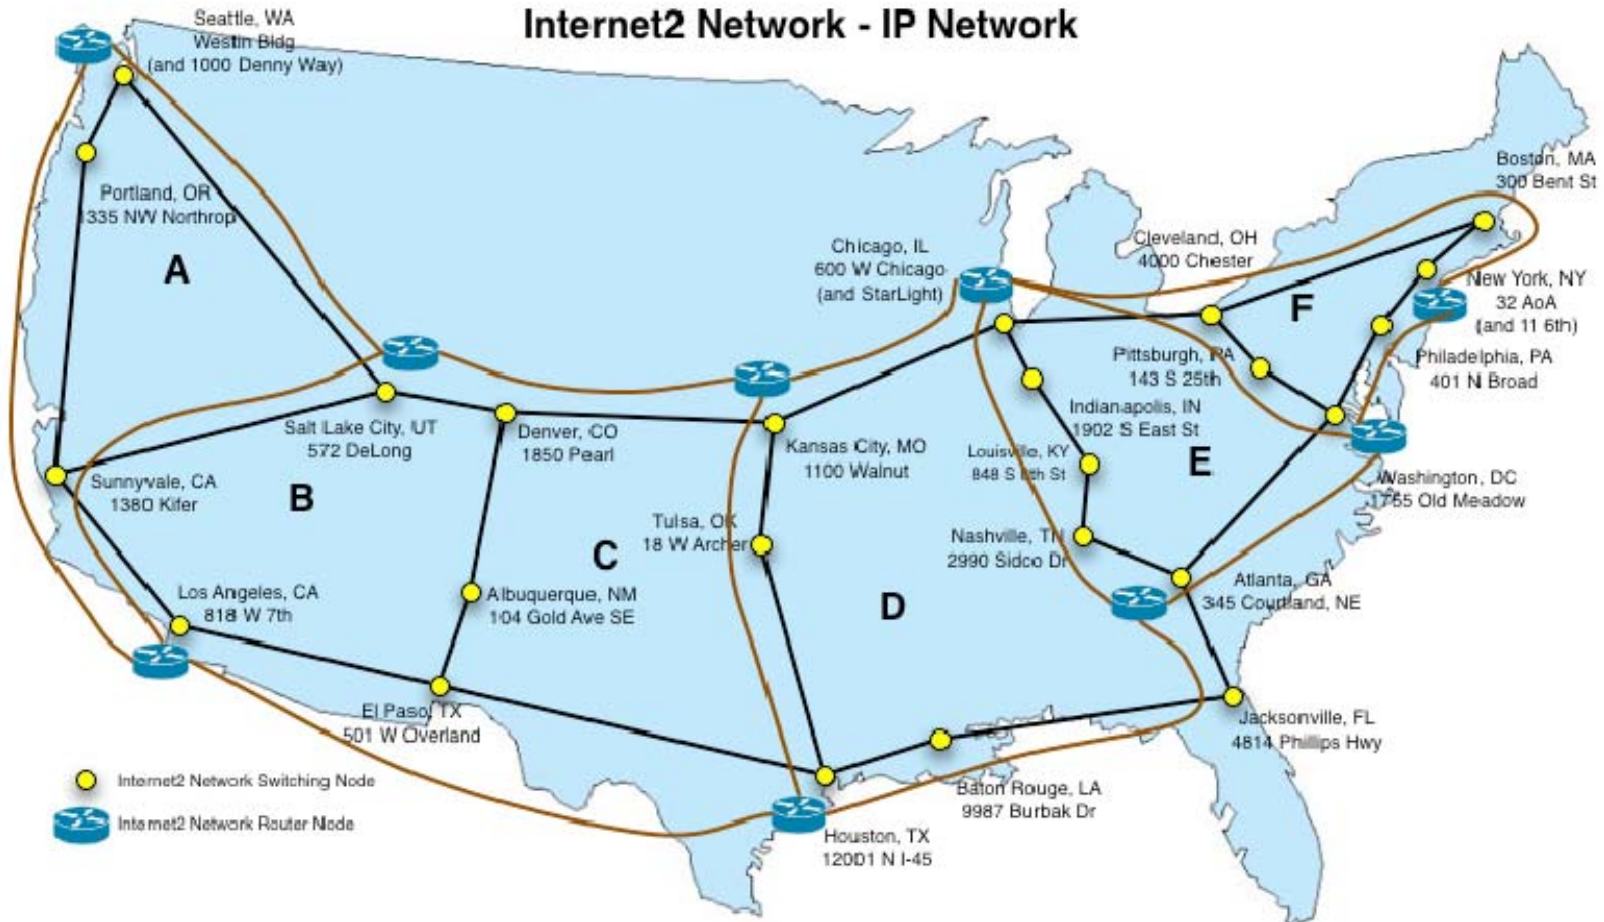 Internet2 Network - IP Network
Seattle, WA
Westin Bldg
(and 1000 Denny Way)
Portland, OR
1335 NW Northrop
A
Boston, MA
300 Bent St
Chicago, IL
600 W Chicago
(and StarLight)
Cleveland, OH
4000 Chester
F
New York, NY
32 AoA
(and 11 6th)
Pittsburgh, PA
143 S 25th
Philadelphia, PA
401 N Broad
Salt Lake City, UT
572 DeLong
Denver, CO
1850 Pearl
Kansas City, MO
1100 Walnut
Indianapolis, IN
1902 S East St
Louisville, KY
848 S 8th St
E
Sunnyvale, CA
1380 Kifer
B
Washington, DC
1755 Old Meadow
Tulsa, OK
18 W Archer
C
Nashville, TN
2990 Sidco Dr
Los Angeles, CA
818 W 7th
Albuquerque, NM
104 Gold Ave SE
D
Atlanta, GA
345 Courtland, NE
El Paso, TX
501 W Overland
Jacksonville, FL
4814 Phillips Hwy
Baton Rouge, LA
9987 Burbak Dr
Houston, TX
12001 N I-45
Internet2 Network Switching Node
Internet2 Network Router Node